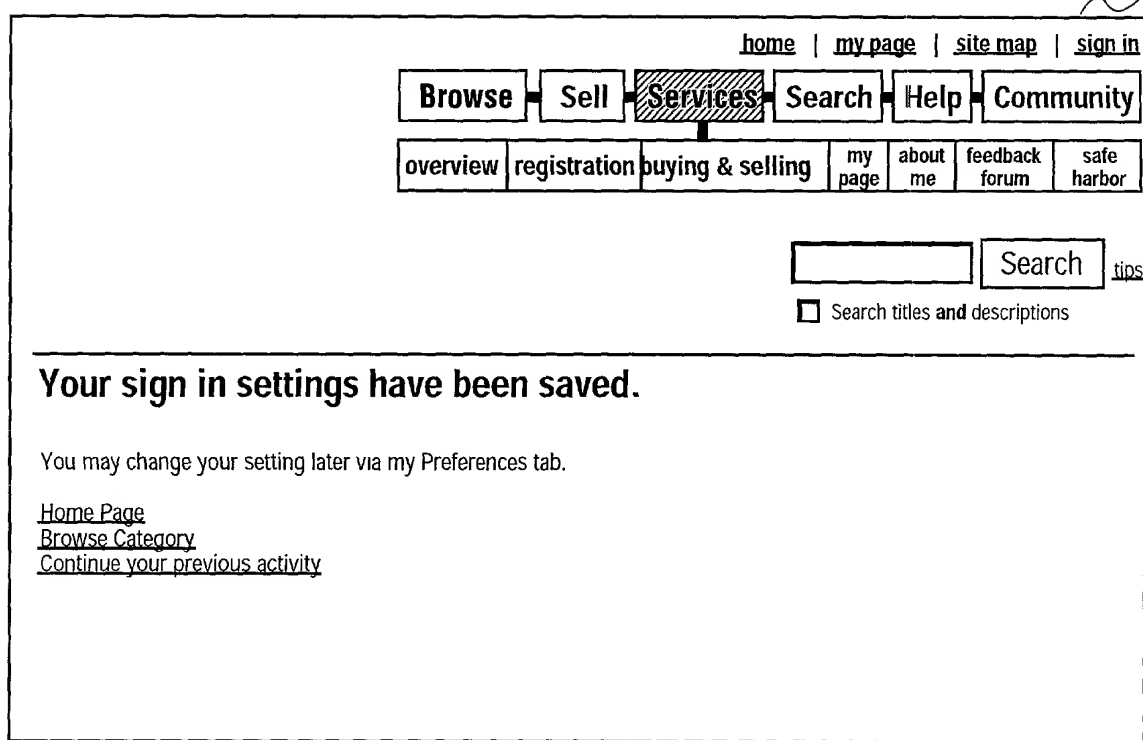 home | my page | site map | sign in
Browse Sell Services Search Help Community
overview registration buying & selling my page about me feedback forum safe harbor
Search tips
Search titles and descriptions
Your sign in settings have been saved.
You may change your setting later via my Preferences tab.
Home Page
Browse Category
Continue your previous activity